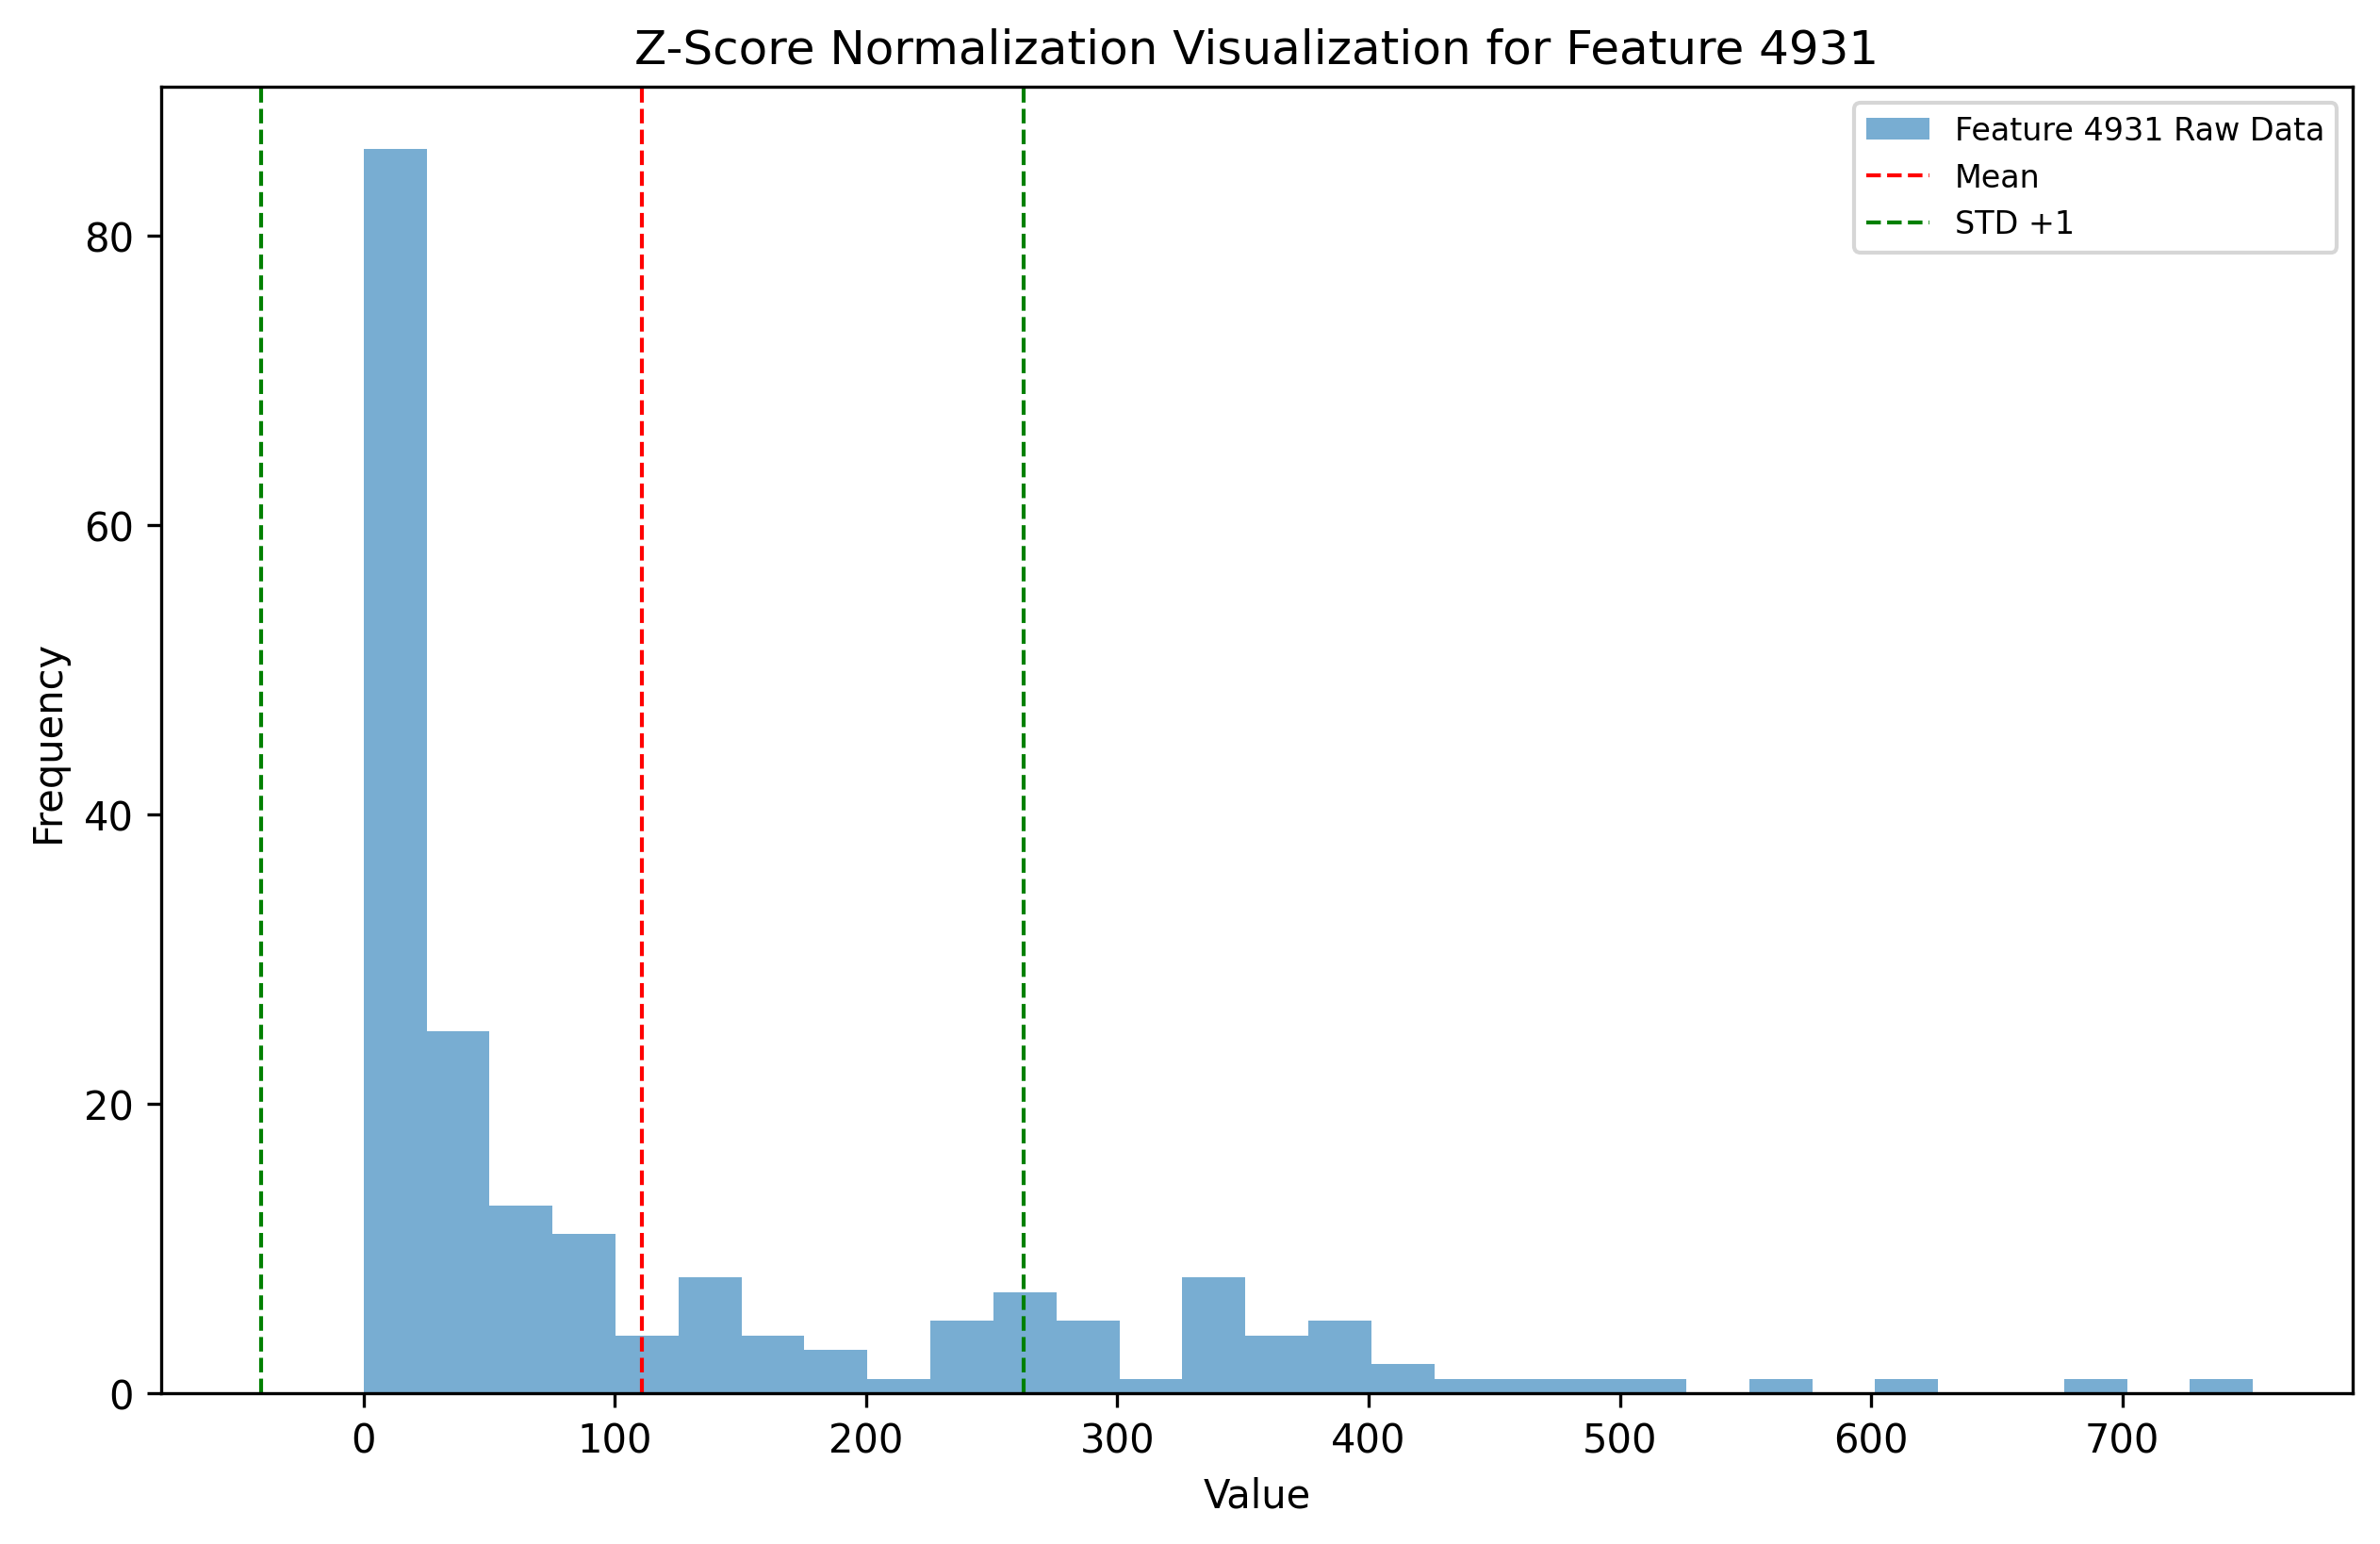 Z-Score Normalization Visualization for Feature 4931
Feature 4931 Raw Data
Mean
STD +1
80
60
40
20
0
Frequency
0 100 200 300 400 500 600 700
Value